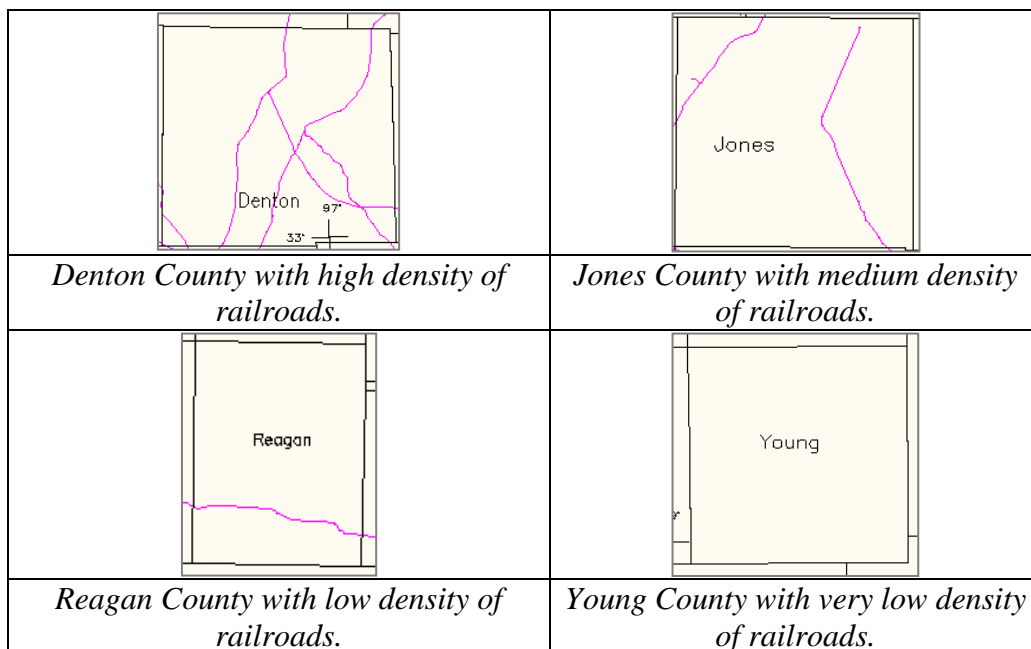 Denton
97°
33°
Jones
Denton County with high density of
railroads.
Jones County with medium density
of railroads.
Reagan
Young
Reagan County with low density of
railroads.
Young County with very low density
of railroads.